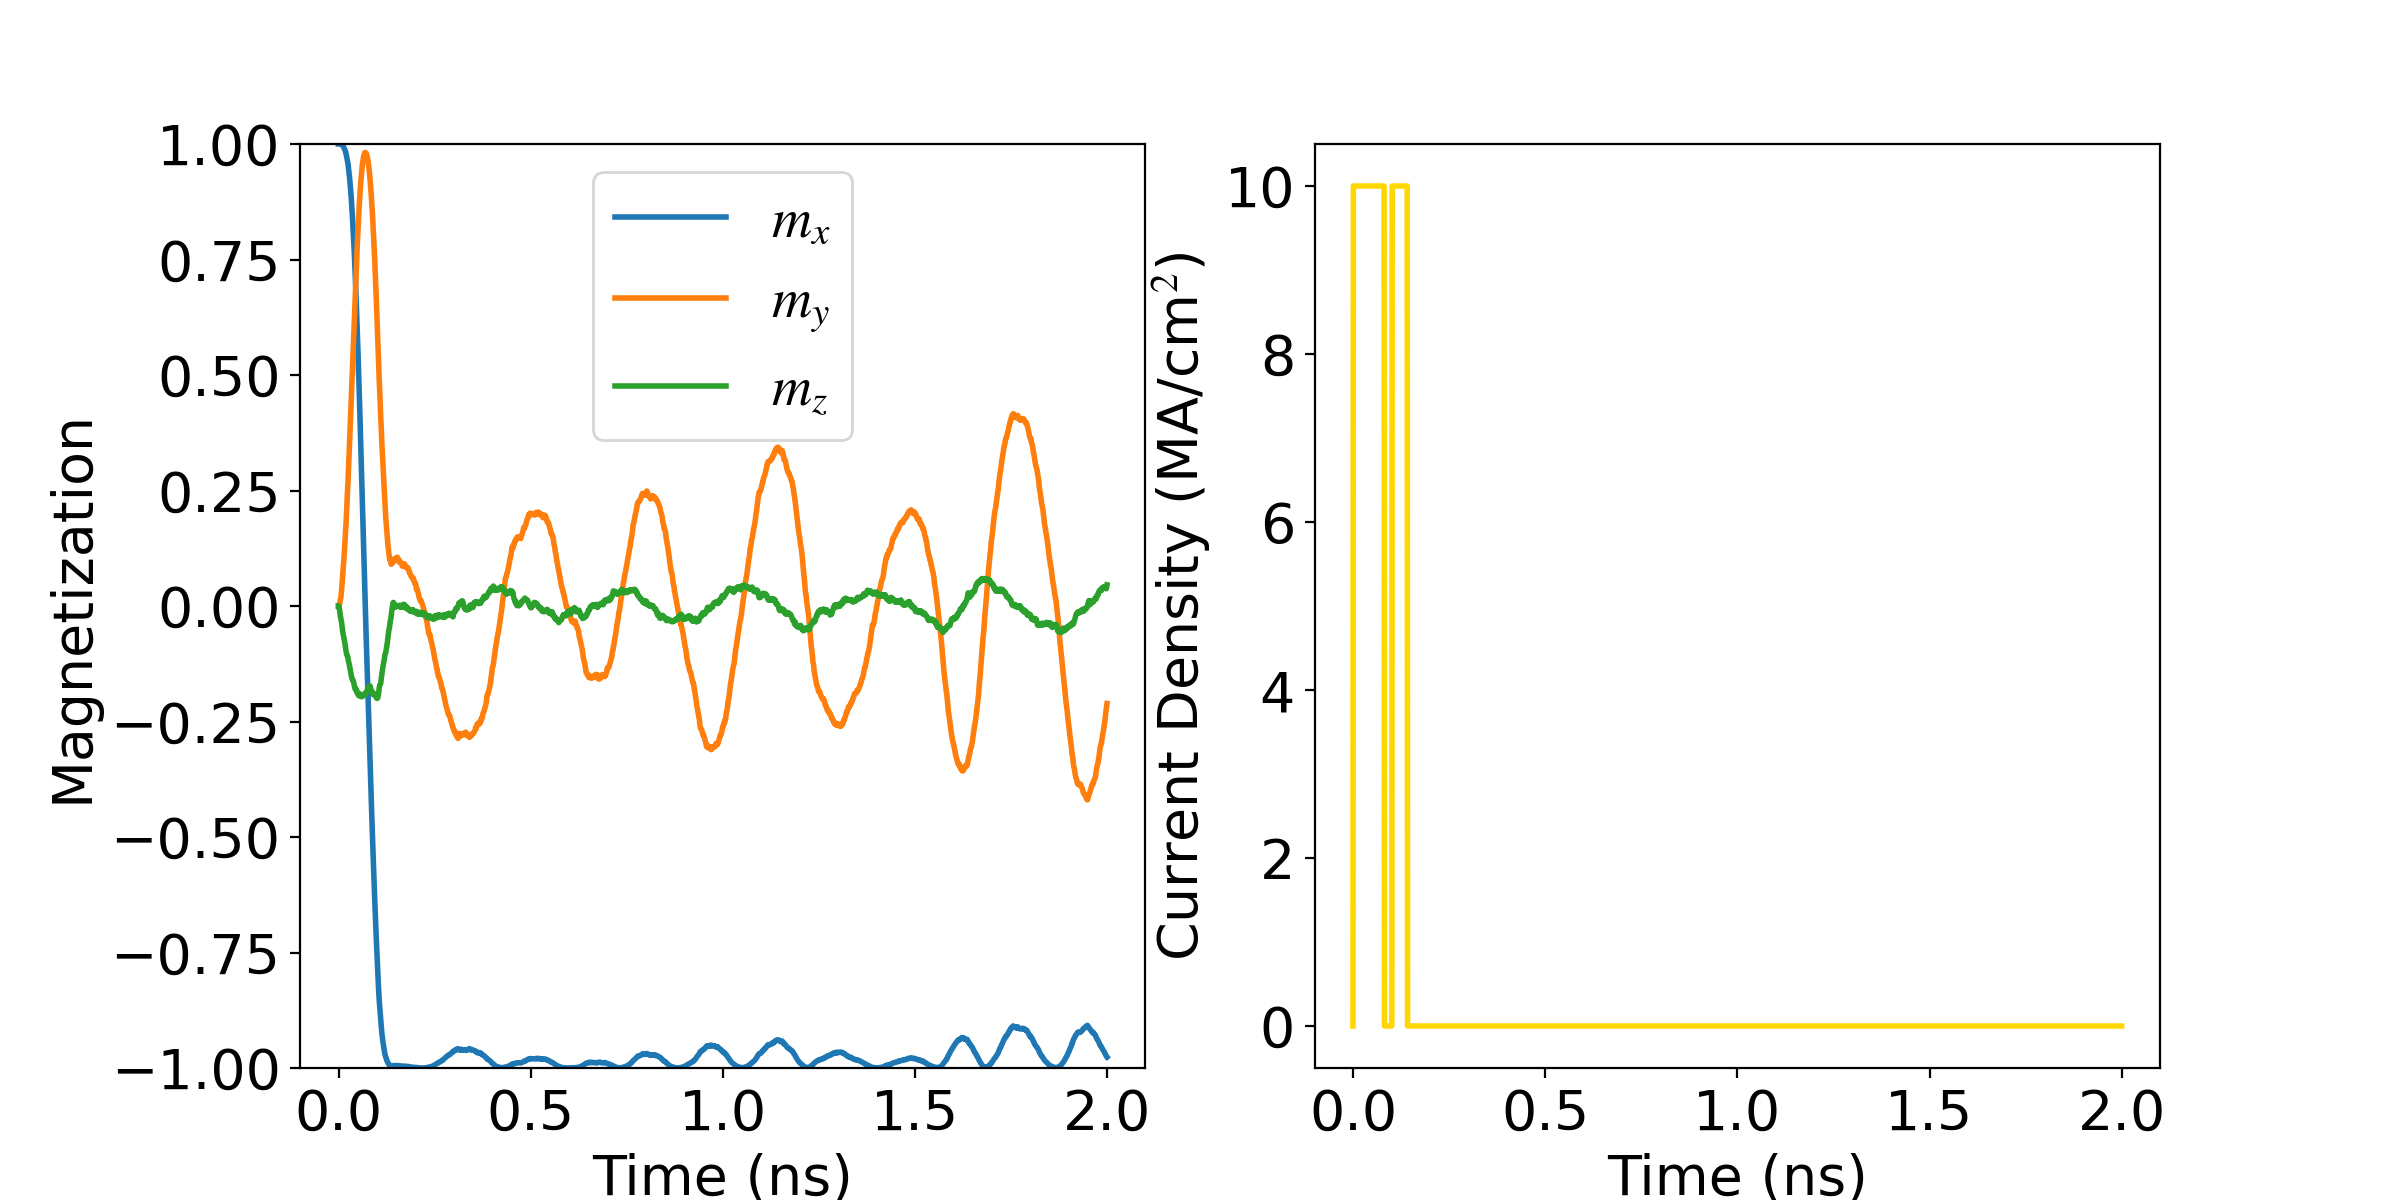 Magnetization
1.00
0.75
0.50
0.25
0.00
−0.25
−0.50
−0.75
−1.00
0.0 0.5 1.0 1.5 2.0
Time (ns)
m_x
m_y
m_z
Current Density (MA/cm²)
10
8
6
4
2
0
0.0 0.5 1.0 1.5 2.0
Time (ns)